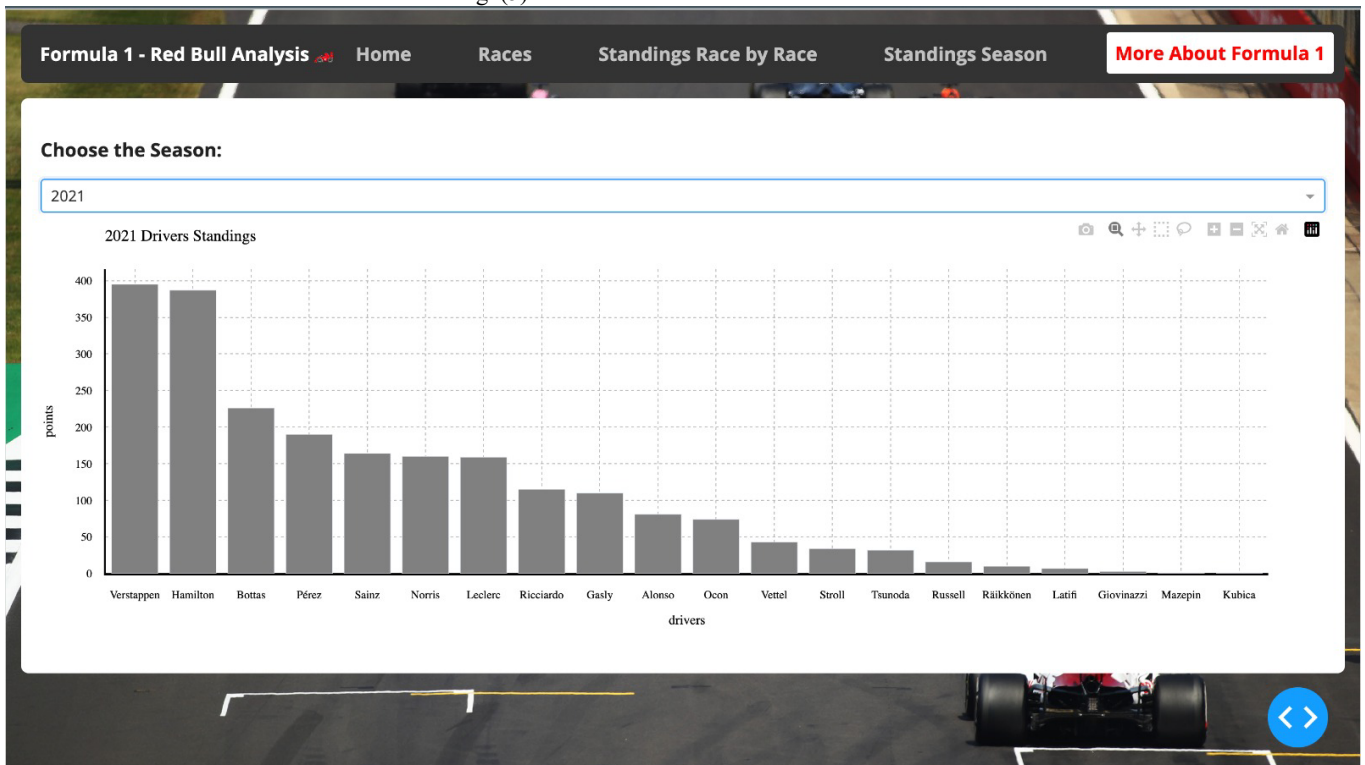 Formula 1 - Red Bull Analysis Home Races Standings Race by Race Standings Season More About Formula 1
Choose the Season:
2021
2021 Drivers Standings
400
350
300
250
200
150
100
50
0
points
Verstappen Hamilton Bottas Pérez Sainz Norris Leclerc Ricciardo Gasly Alonso Ocon Vettel Stroll Tsunoda Russell Räikkönen Latifi Giovinazzi Mazepin Kubica
drivers